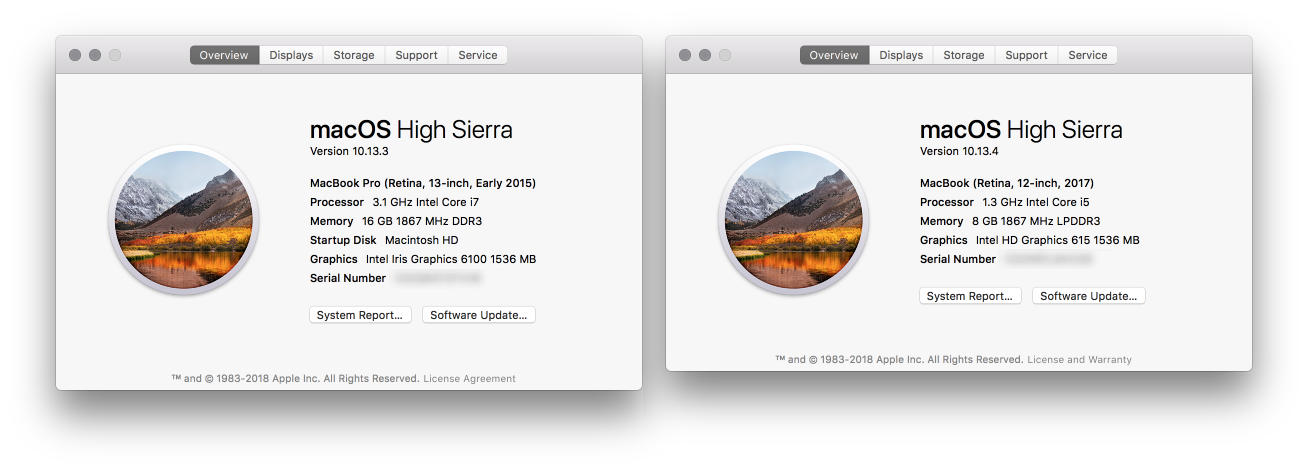 Overview Displays Storage Support Service
macOS High Sierra
Version 10.13.3
MacBook Pro (Retina, 13-inch, Early 2015)
Processor 3.1 GHz Intel Core i7
Memory 16 GB 1867 MHz DDR3
Startup Disk Macintosh HD
Graphics Intel Iris Graphics 6100 1536 MB
Serial Number
System Report... Software Update...
™ and © 1983-2018 Apple Inc. All Rights Reserved. License Agreement
Overview Displays Storage Support Service
macOS High Sierra
Version 10.13.4
MacBook (Retina, 12-inch, 2017)
Processor 1.3 GHz Intel Core i5
Memory 8 GB 1867 MHz LPDDR3
Graphics Intel HD Graphics 615 1536 MB
Serial Number
System Report... Software Update...
™ and © 1983-2018 Apple Inc. All Rights Reserved. License and Warranty